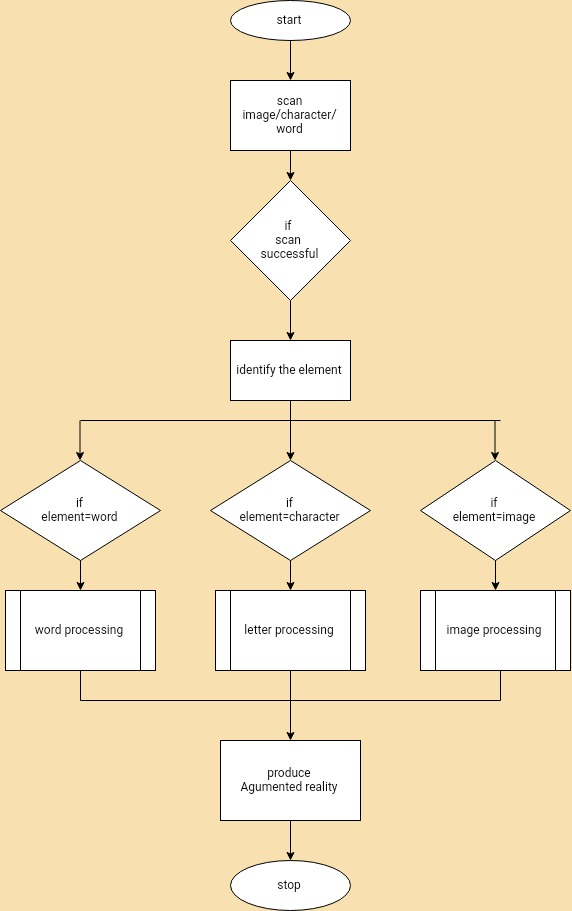 start
scan
image/character/
word
if
scan
successful
identify the element
if
element=word
if
element=character
if
element=image
word processing
letter processing
image processing
produce
Agumented reality
stop